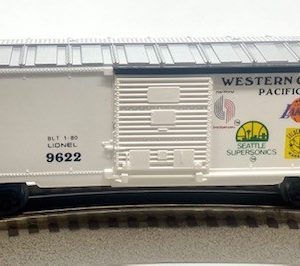 BLT 1-80
LIONEL
9622
WESTERN
PACIFIC
SEATTLE
SUPERSONICS